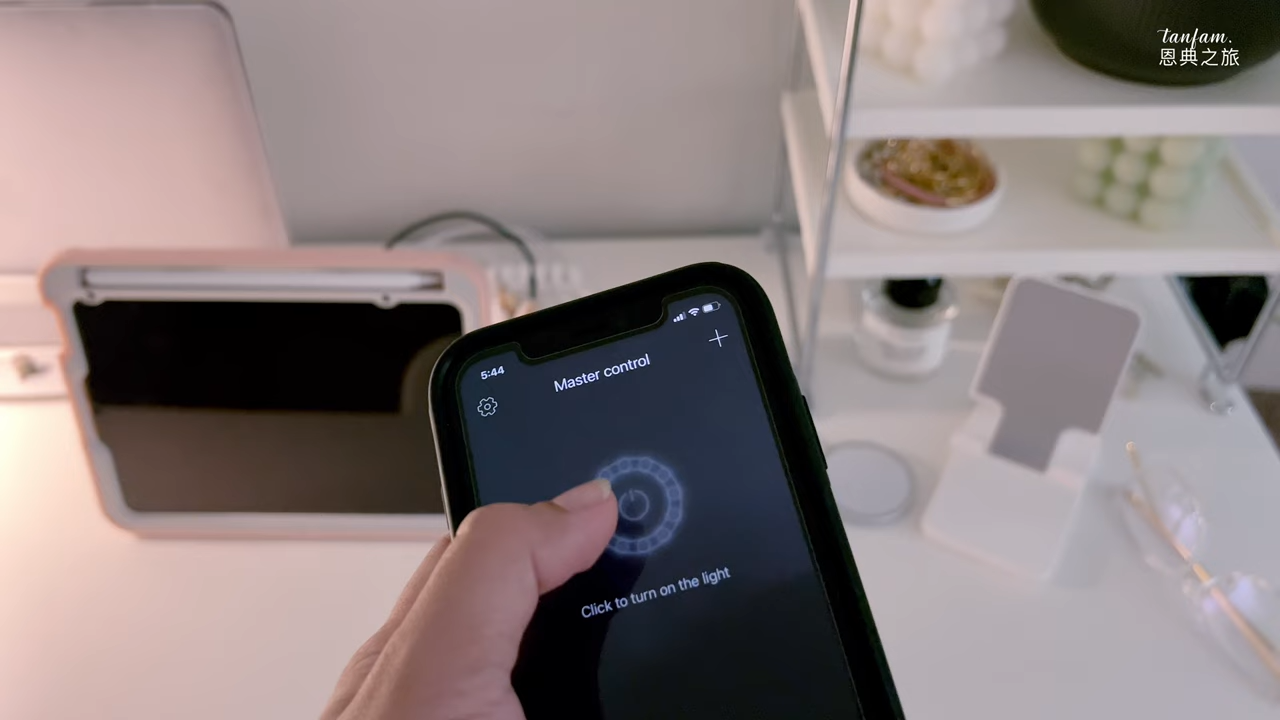 tanfam.
恩典之旅
5:44
Master control
Click to turn on the light